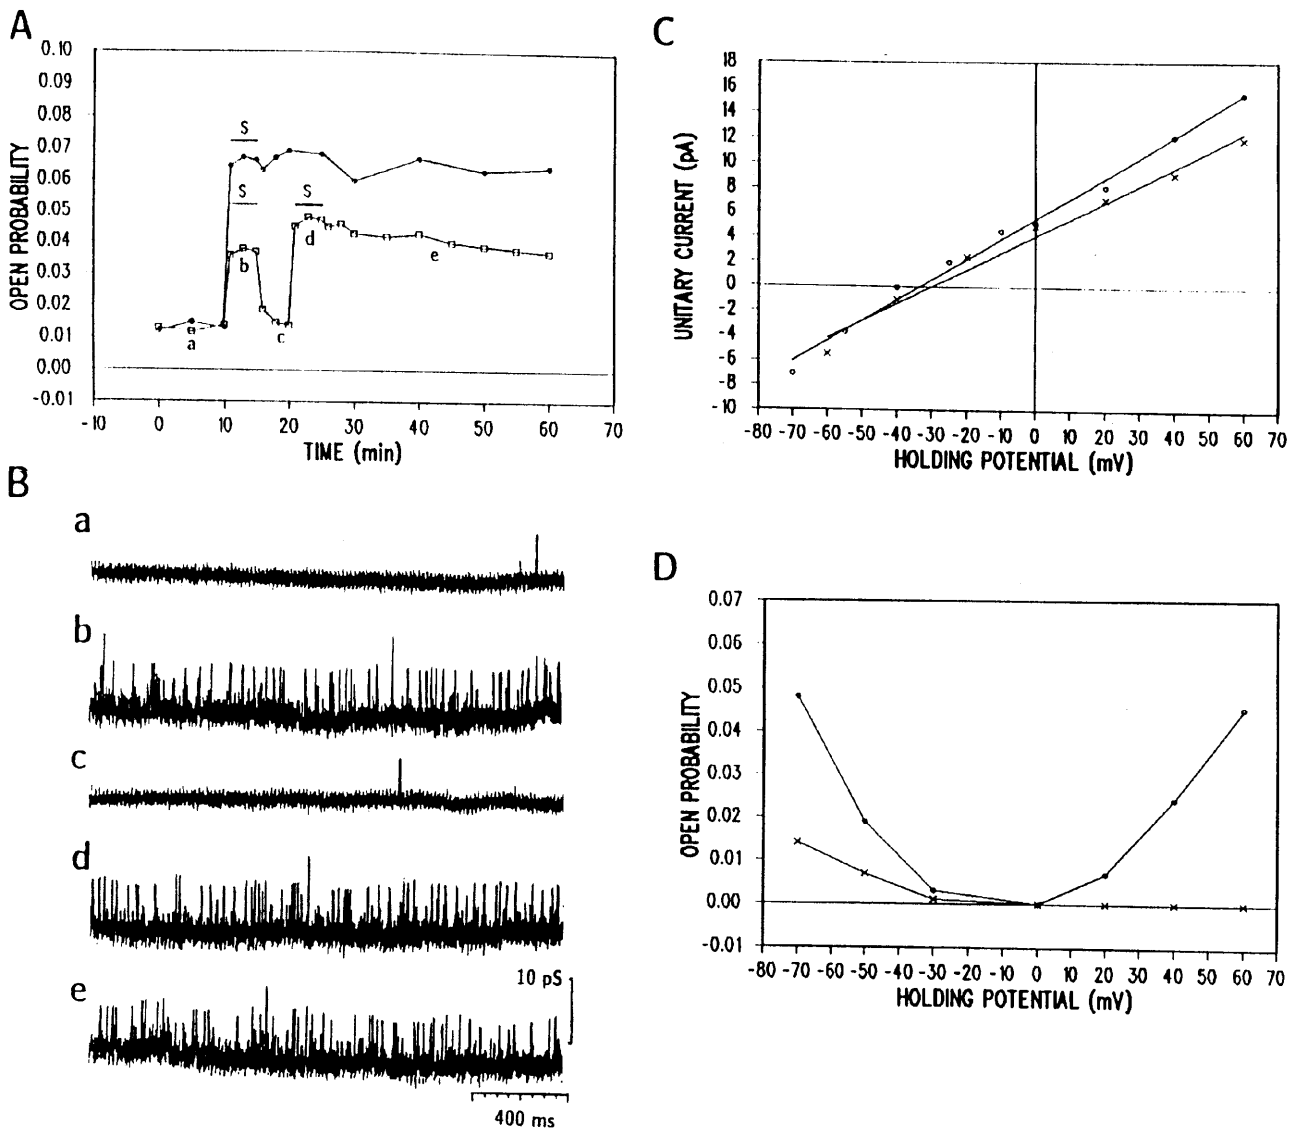 A
0.10
0.09
0.08
0.07
0.06
0.05
0.04
0.03
0.02
0.01
0.00
-0.01
OPEN PROBABILITY
S
S
S
a
b
c
d
e
-10 0 10 20 30 40 50 60 70
TIME (min)
B
a
b
c
d
e
10 pS
400 ms
C
18
16
14
12
10
8
6
4
2
0
-2
-4
-6
-8
-10
UNITARY CURRENT (pA)
-80 -70 -60 -50 -40 -30 -20 -10 0 10 20 30 40 50 60 70
HOLDING POTENTIAL (mV)
D
0.07
0.06
0.05
0.04
0.03
0.02
0.01
0.00
-0.01
OPEN PROBABILITY
-80 -70 -60 -50 -40 -30 -20 -10 0 10 20 30 40 50 60 70
HOLDING POTENTIAL (mV)